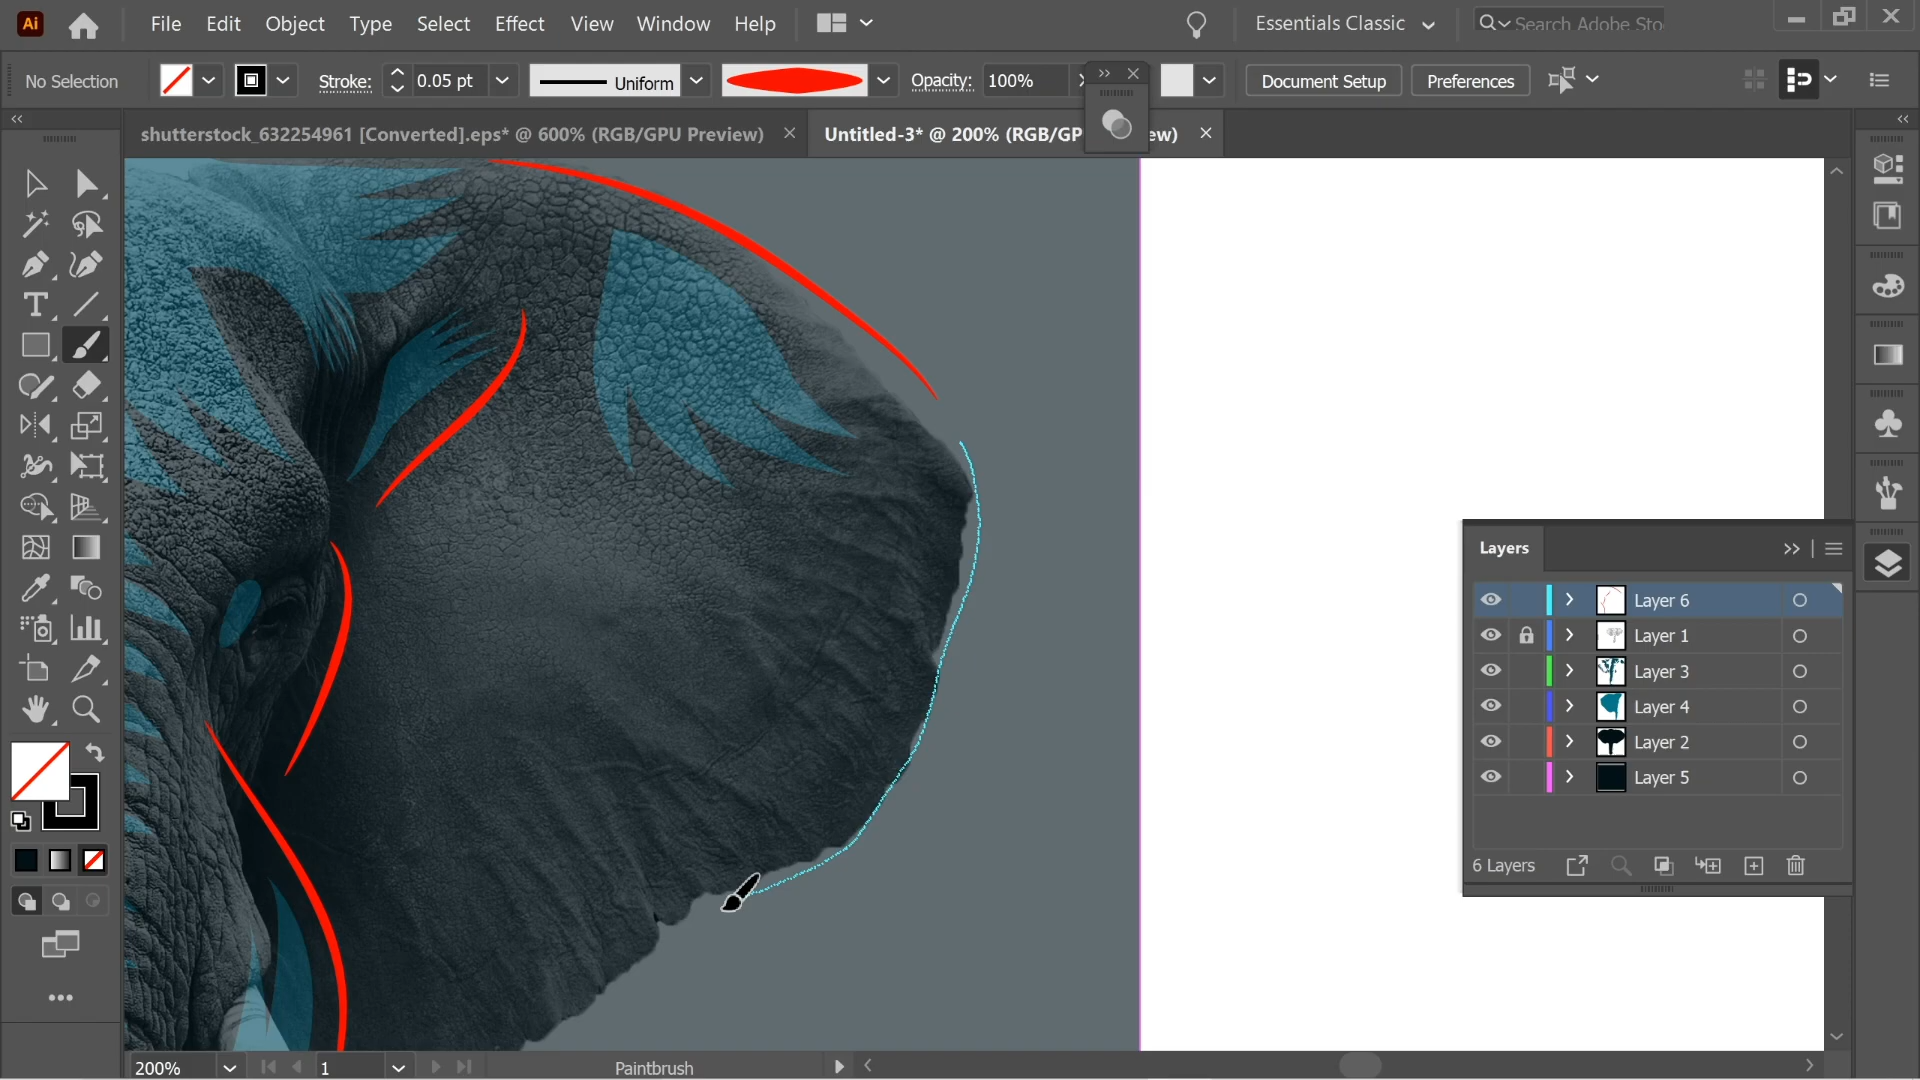 Ai File Edit Object Type Select Effect View Window Help Essentials Classic Search Adobe Sto
No Selection Stroke: 0.05 pt Uniform Opacity: 100% Document Setup Preferences
shutterstock_632254961 [Converted].eps* @ 600% (RGB/GPU Preview) Untitled-3* @ 200% (RGB/GP ew)
Layers
Layer 6
Layer 1
Layer 3
Layer 4
Layer 2
Layer 5
6 Layers
200% 1 Paintbrush